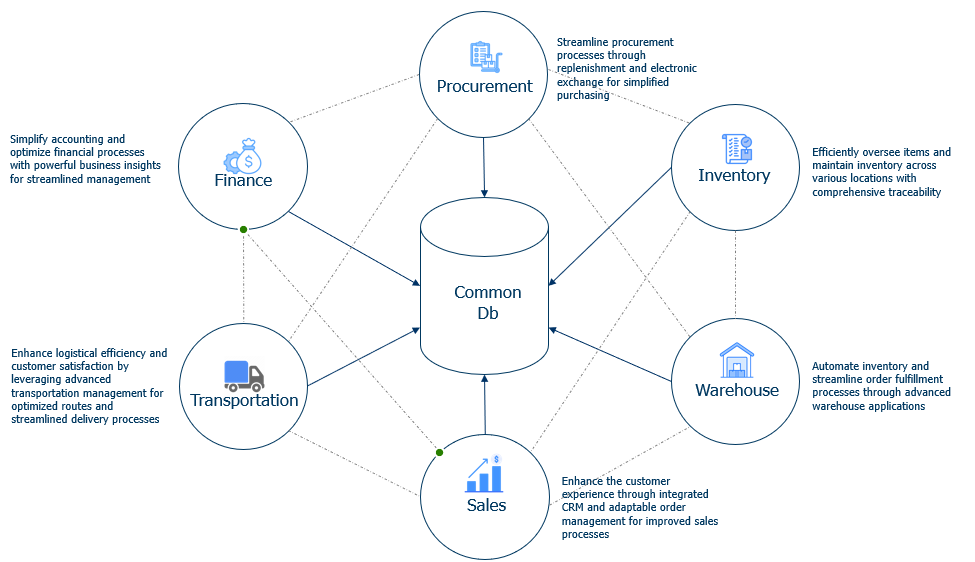 Procurement
Streamline procurement
processes through
replenishment and electronic
exchange for simplified
purchasing
Simplify accounting and
optimize financial processes
with powerful business insights
for streamlined management
$
Finance
Inventory
Efficiently oversee items and
maintain inventory across
various locations with
comprehensive traceability
Common
Db
Enhance logistical efficiency and
customer satisfaction by
leveraging advanced
transportation management for
optimized routes and
streamlined delivery processes
Transportation
Warehouse
Automate inventory and
streamline order fulfillment
processes through advanced
warehouse applications
$
Sales
Enhance the customer
experience through integrated
CRM and adaptable order
management for improved sales
processes